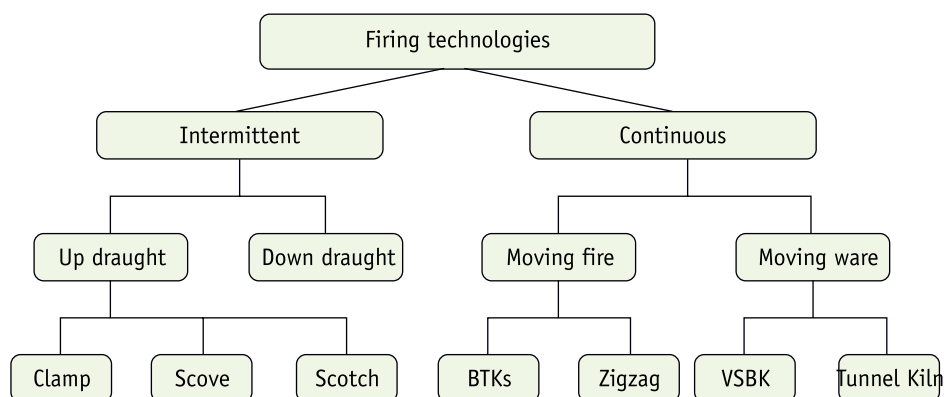 Firing technologies
Intermittent
Continuous
Up draught
Down draught
Moving fire
Moving ware
Clamp
Scove
Scotch
BTKs
Zigzag
VSBK
Tunnel Kiln